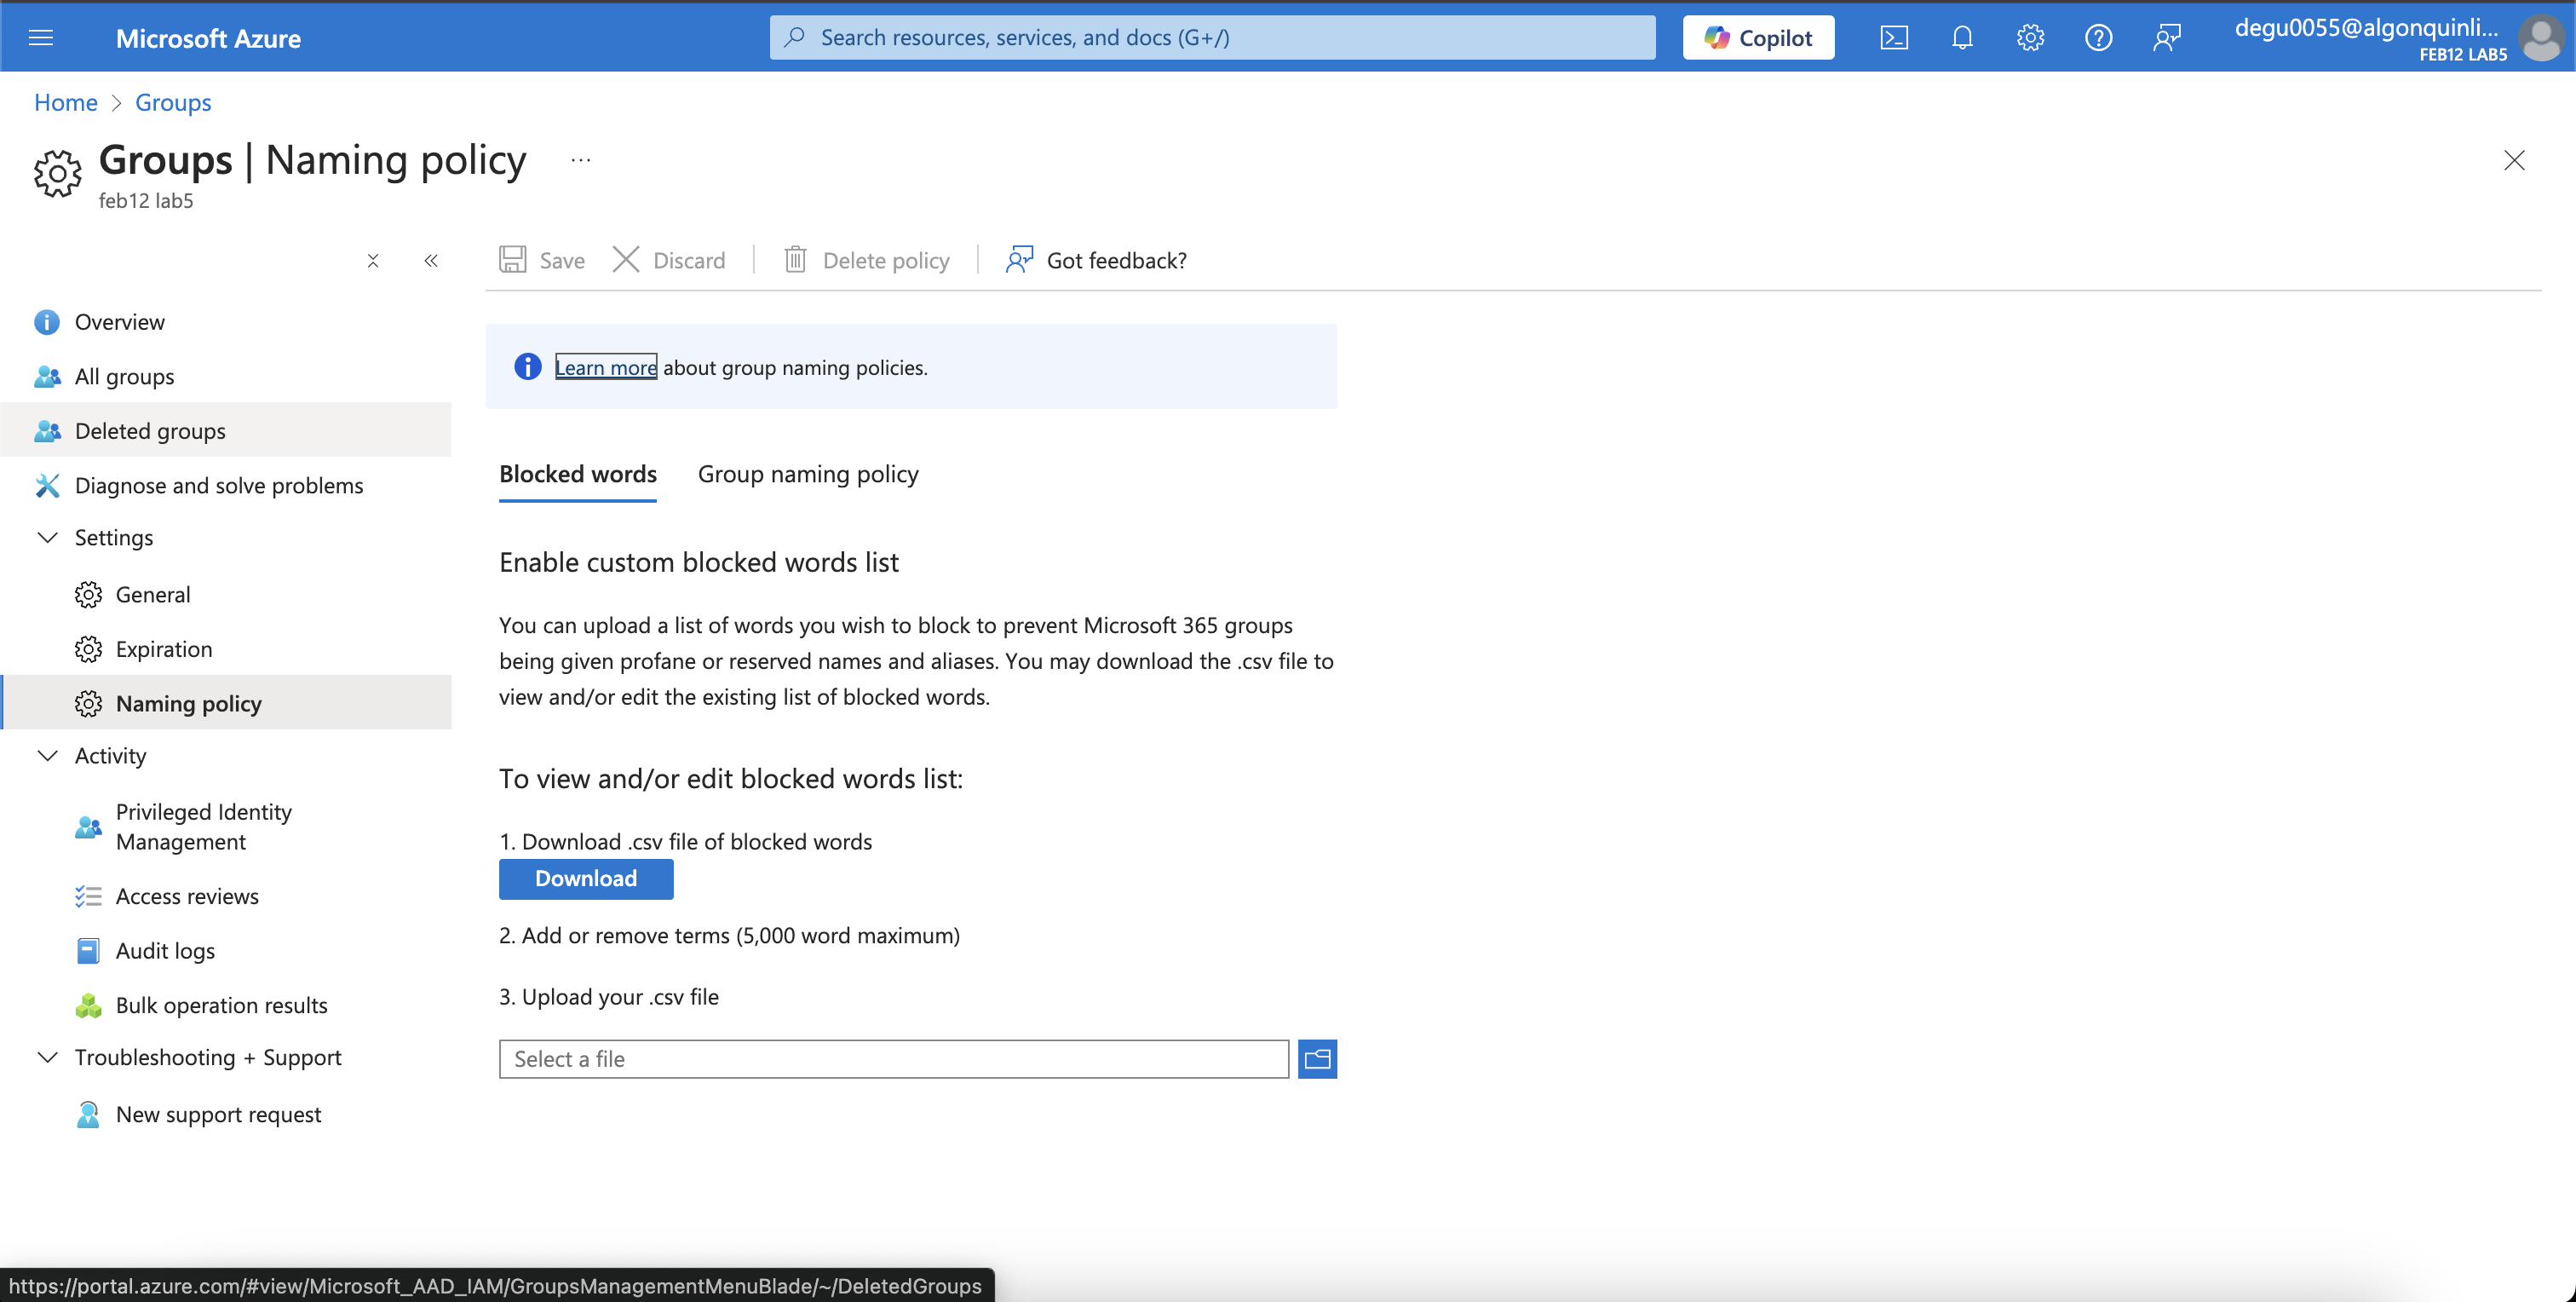 Microsoft Azure
Search resources, services, and docs (G+/)
Copilot
degu0055@algonquinli...
FEB12 LAB5
Home > Groups
Groups | Naming policy ...
feb12 lab5
Save
Discard
Delete policy
Got feedback?
Overview
All groups
Deleted groups
Diagnose and solve problems
Settings
General
Expiration
Naming policy
Activity
Privileged Identity
Management
Access reviews
Audit logs
Bulk operation results
Troubleshooting + Support
New support request
Learn more about group naming policies.
Blocked words
Group naming policy
Enable custom blocked words list
You can upload a list of words you wish to block to prevent Microsoft 365 groups
being given profane or reserved names and aliases. You may download the .csv file to
view and/or edit the existing list of blocked words.
To view and/or edit blocked words list:
1. Download .csv file of blocked words
Download
2. Add or remove terms (5,000 word maximum)
3. Upload your .csv file
Select a file
https://portal.azure.com/#view/Microsoft_AAD_IAM/GroupsManagementMenuBlade/~/DeletedGroups